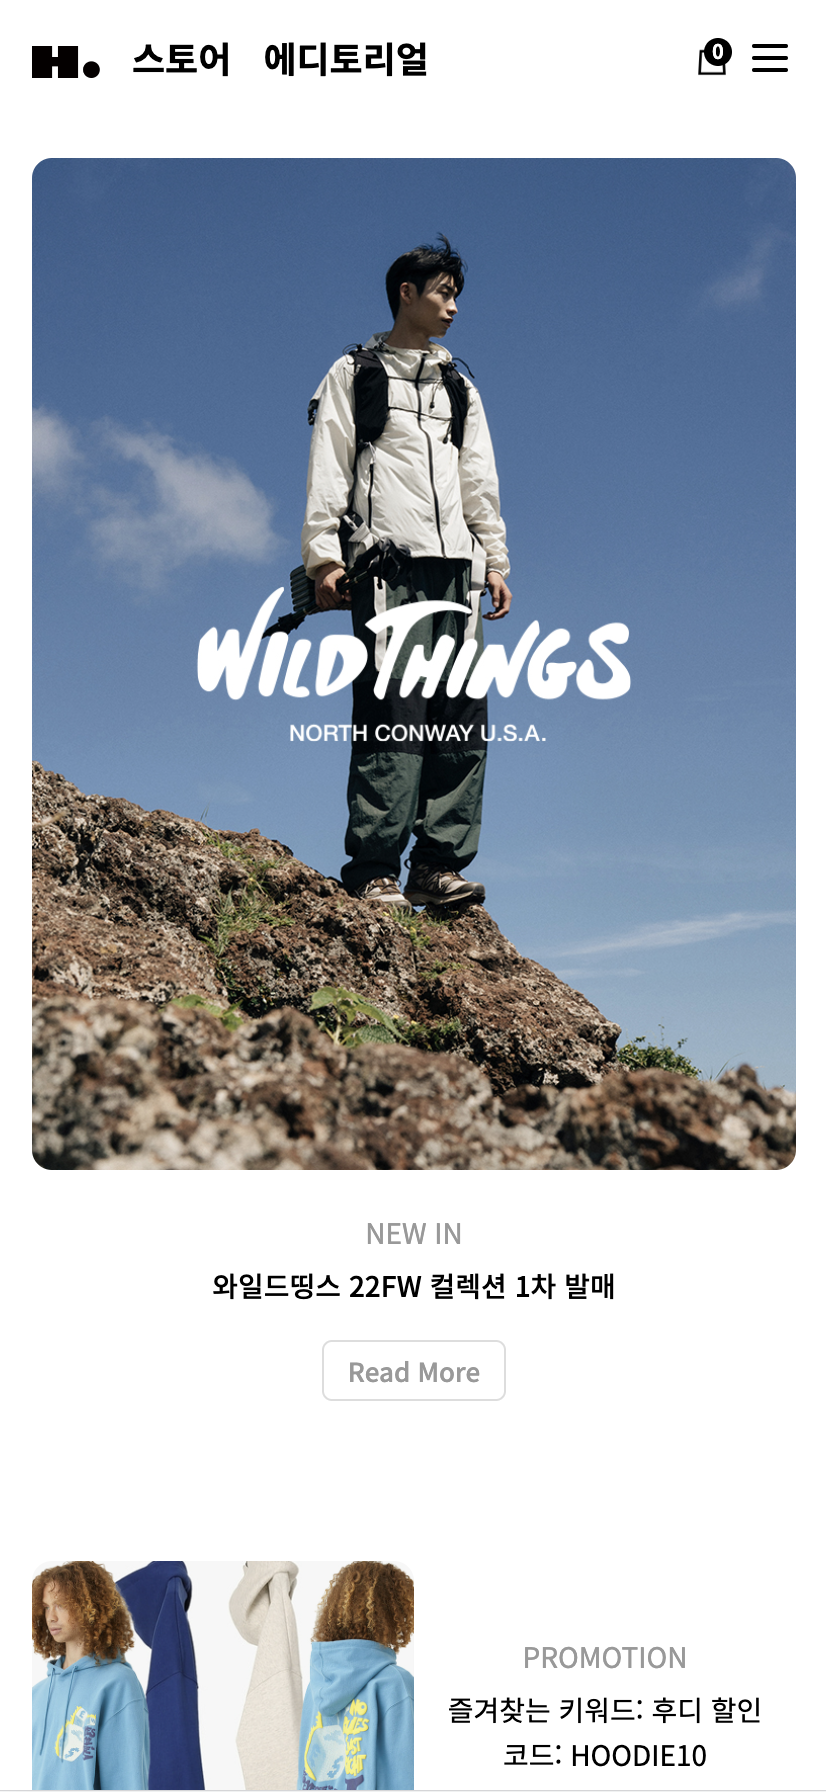 H.
스토어 에디토리얼
0
WILDTHINGS
NORTH CONWAY U.S.A.
NEW IN
와일드띵스 22FW 컬렉션 1차 발매
Read More
PROMOTION
즐겨찾는 키워드: 후디 할인
코드: HOODIE10